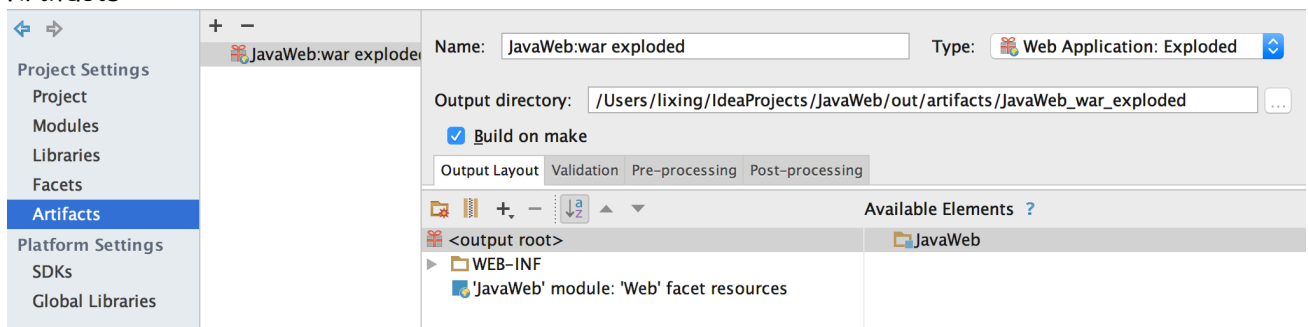 Artifacts
Project Settings
Project
Modules
Libraries
Facets
Artifacts
Platform Settings
SDKs
Global Libraries
JavaWeb:war exploded
Name: JavaWeb:war exploded Type: Web Application: Exploded
Output directory: /Users/lixing/IdeaProjects/JavaWeb/out/artifacts/JavaWeb_war_exploded ...
Build on make
Output Layout Validation Pre-processing Post-processing
Available Elements ?
<output root> JavaWeb
WEB-INF
'JavaWeb' module: 'Web' facet resources